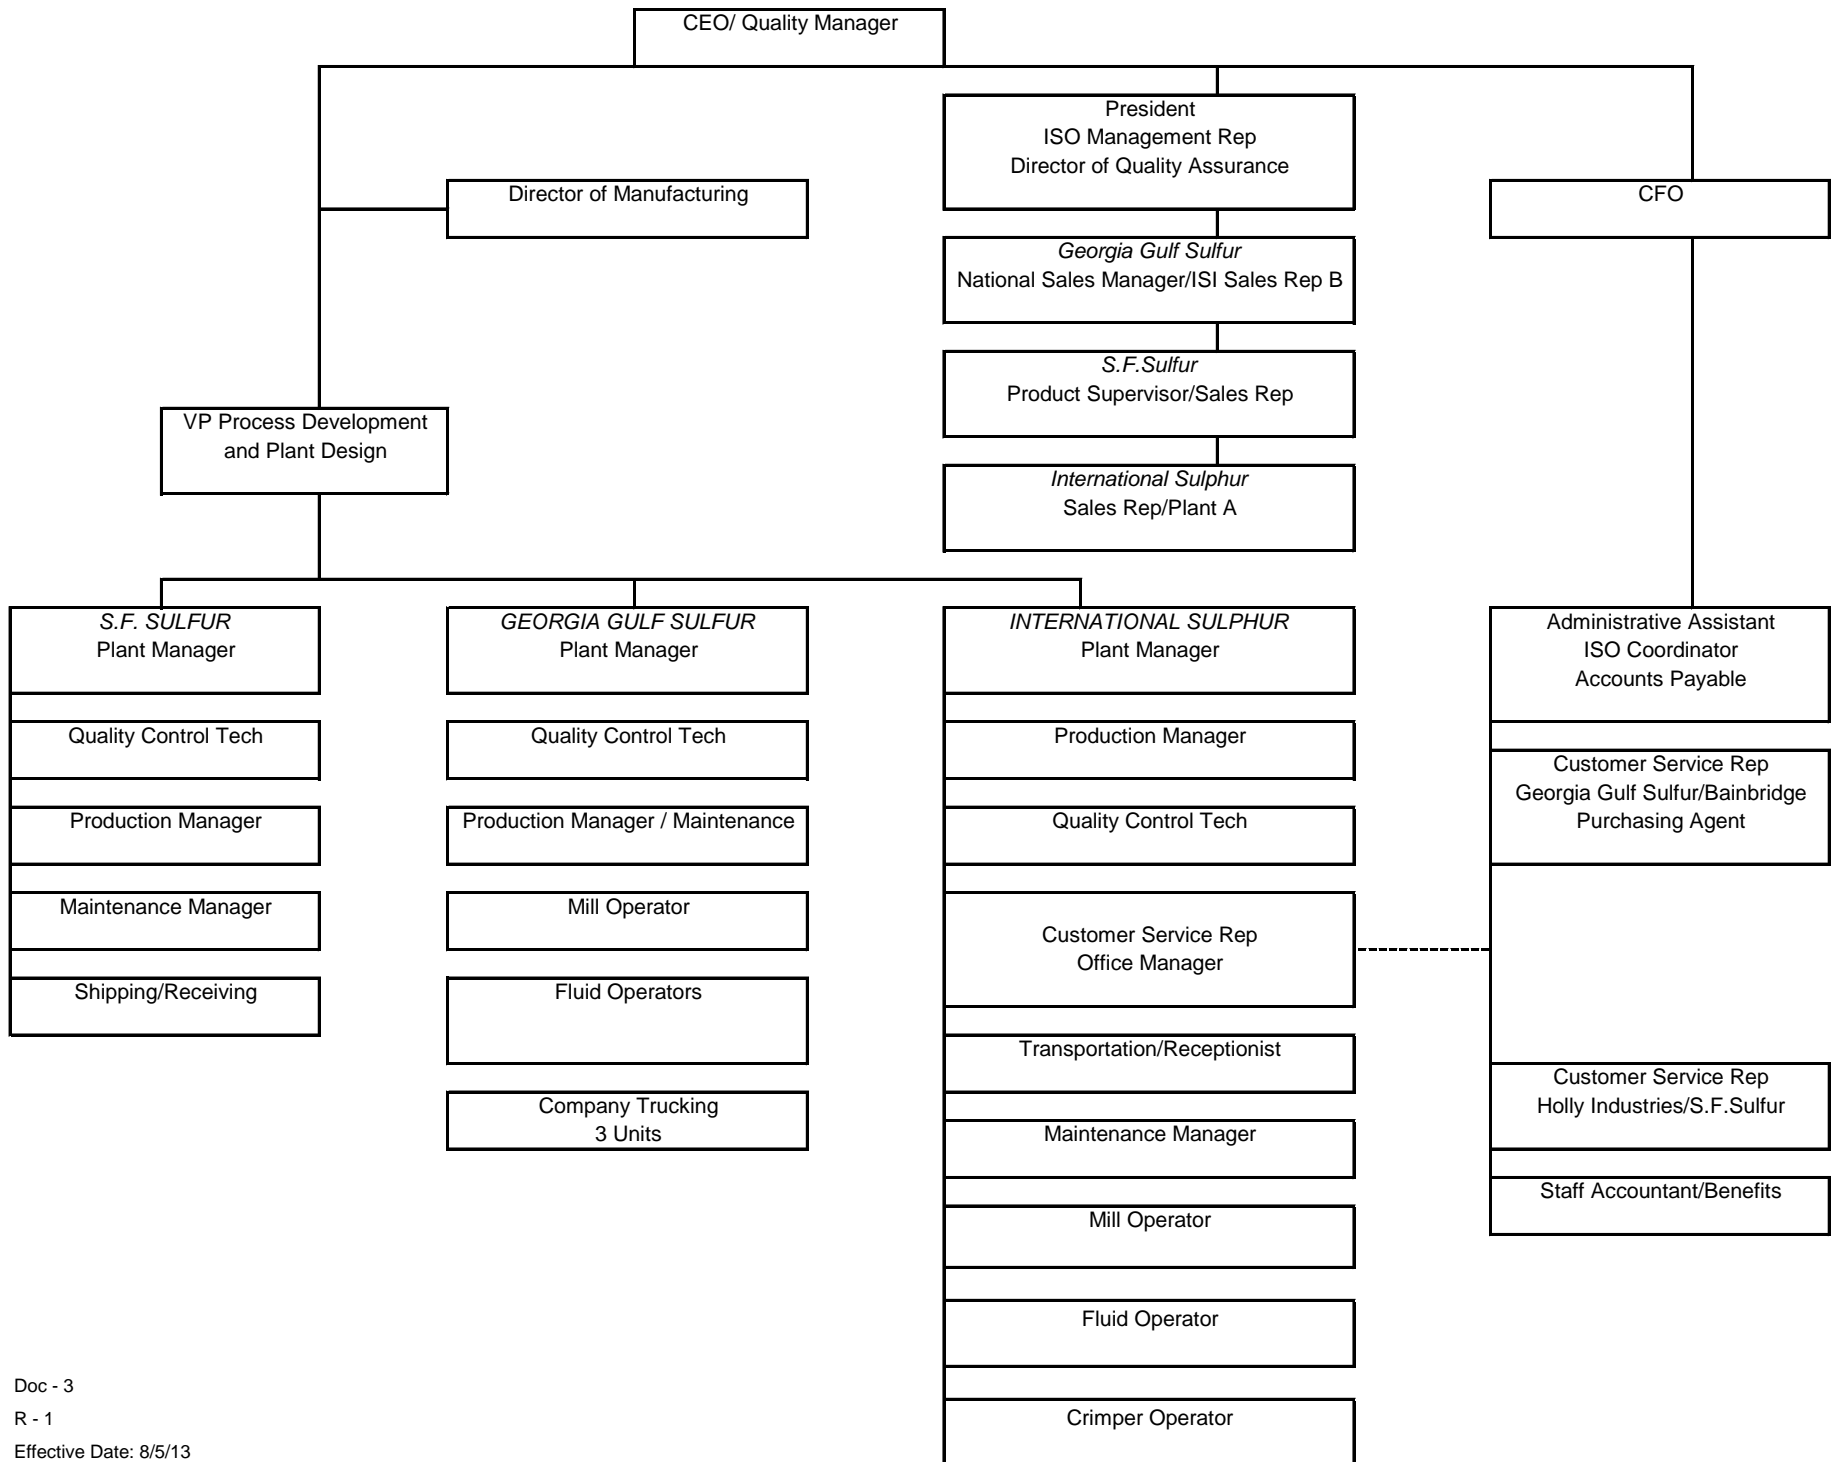 CEO/ Quality Manager
President
ISO Management Rep
Director of Quality Assurance
Director of Manufacturing
CFO
Georgia Gulf Sulfur
National Sales Manager/ISI Sales Rep B
S.F.Sulfur
Product Supervisor/Sales Rep
VP Process Development
and Plant Design
International Sulphur
Sales Rep/Plant A
S.F. SULFUR
Plant Manager
Quality Control Tech
Production Manager
Maintenance Manager
Shipping/Receiving
GEORGIA GULF SULFUR
Plant Manager
Quality Control Tech
Production Manager / Maintenance
Mill Operator
Fluid Operators
Company Trucking
3 Units
INTERNATIONAL SULPHUR
Plant Manager
Production Manager
Quality Control Tech
Customer Service Rep
Office Manager
Transportation/Receptionist
Maintenance Manager
Mill Operator
Fluid Operator
Crimper Operator
Administrative Assistant
ISO Coordinator
Accounts Payable
Customer Service Rep
Georgia Gulf Sulfur/Bainbridge
Purchasing Agent
Customer Service Rep
Holly Industries/S.F.Sulfur
Staff Accountant/Benefits
Doc - 3
R - 1
Effective Date: 8/5/13